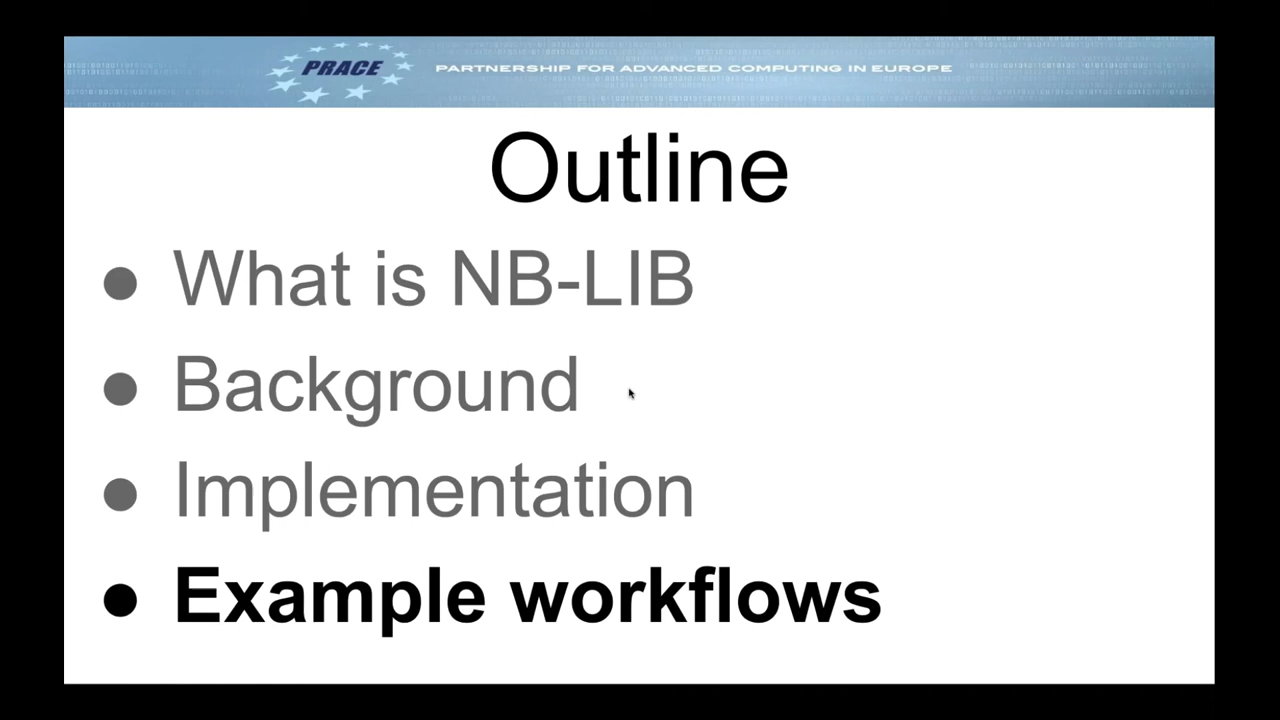 PRACE
PARTNERSHIP FOR ADVANCED COMPUTING IN EUROPE
Outline
● What is NB-LIB
● Background
● Implementation
● Example workflows